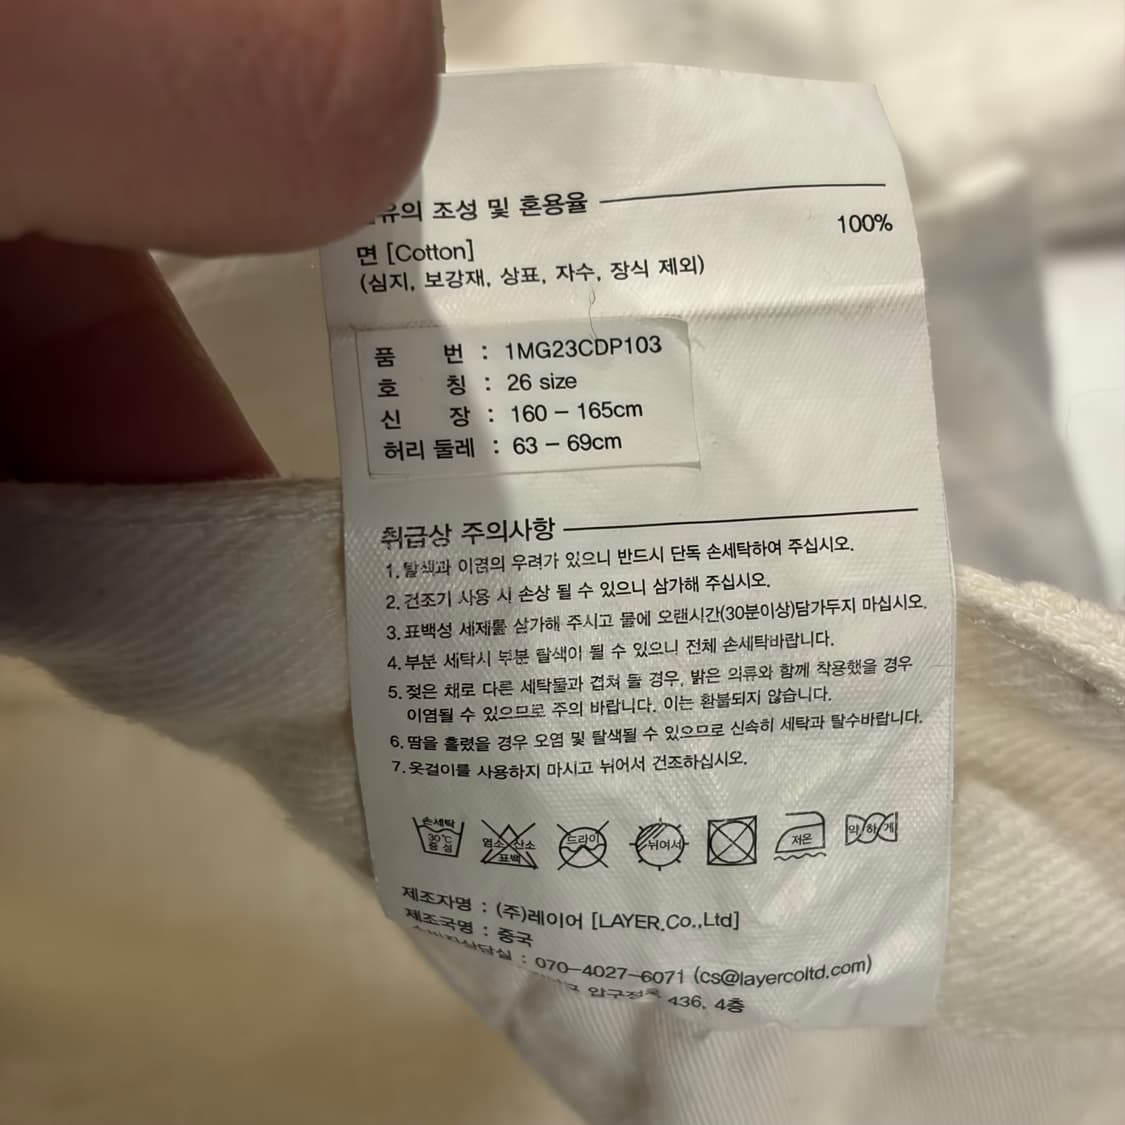 유의 조성 및 혼용율
100%
면 [Cotton]
(심지, 보강재, 상표, 자수, 장식 제외)
품 번 : 1MG23CDP103
호 칭 : 26 size
신 장 : 160 – 165cm
허리 둘레 : 63 – 69cm
취급상 주의사항
1. 탈색과 이염의 우려가 있으니 반드시 단독 손세탁하여 주십시오.
2. 건조기 사용 시 손상 될 수 있으니 삼가해 주십시오.
3. 표백성 세제를 삼가해 주시고 물에 오랜시간(30분이상)담가두지 마십시오.
4. 부분 세탁시 부분 탈색이 될 수 있으니 전체 손세탁바랍니다.
5. 젖은 채로 다른 세탁물과 겹쳐 둘 경우, 밝은 의류와 함께 착용했을 경우
이염될 수 있으므로 주의 바랍니다. 이는 환불되지 않습니다.
6. 땀을 흘렸을 경우 오염 및 탈색될 수 있으므로 신속히 세탁과 탈수바랍니다.
7. 옷걸이를 사용하지 마시고 뉘어서 건조하십시오.
손세탁 30℃ 중성
염소 산소 표백
드라이
뉘여서
저온
약하게
제조자명 : (주)레이어 [LAYER.Co.,Ltd]
제조국명 : 중국
: 070–4027–6071 (cs@layercoltd.com)
436, 4층